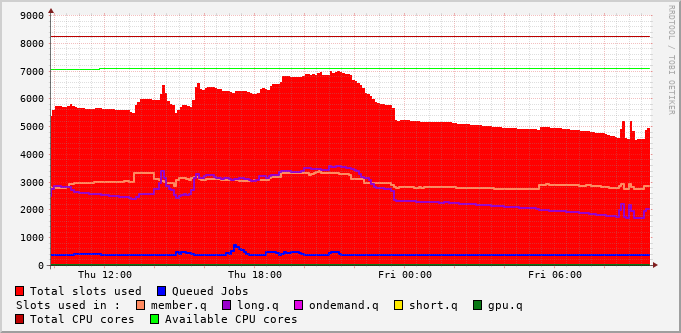 9000
8000
7000
6000
5000
4000
3000
2000
1000
0
Thu 12:00 Thu 18:00 Fri 00:00 Fri 06:00
RRDTOOL / TOBI OETIKER
Total slots used Queued Jobs
Slots used in : member.q long.q ondemand.q short.q gpu.q
Total CPU cores Available CPU cores